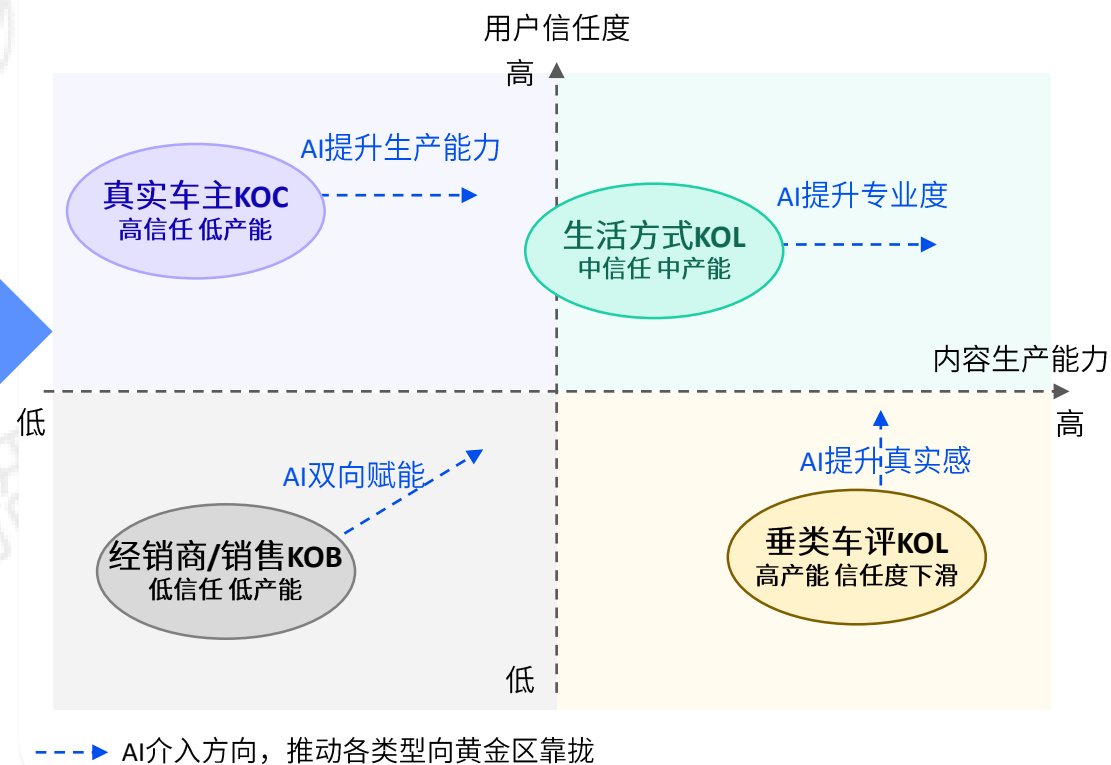 用户信任度
高
AI提升生产能力
真实车主KOC
高信任 低产能
AI提升专业度
生活方式KOL
中信任 中产能
内容生产能力
低
高
AI双向赋能
AI提升真实感
经销商/销售KOB
低信任 低产能
垂类车评KOL
高产能 信任度下滑
低
AI介入方向，推动各类型向黄金区靠拢